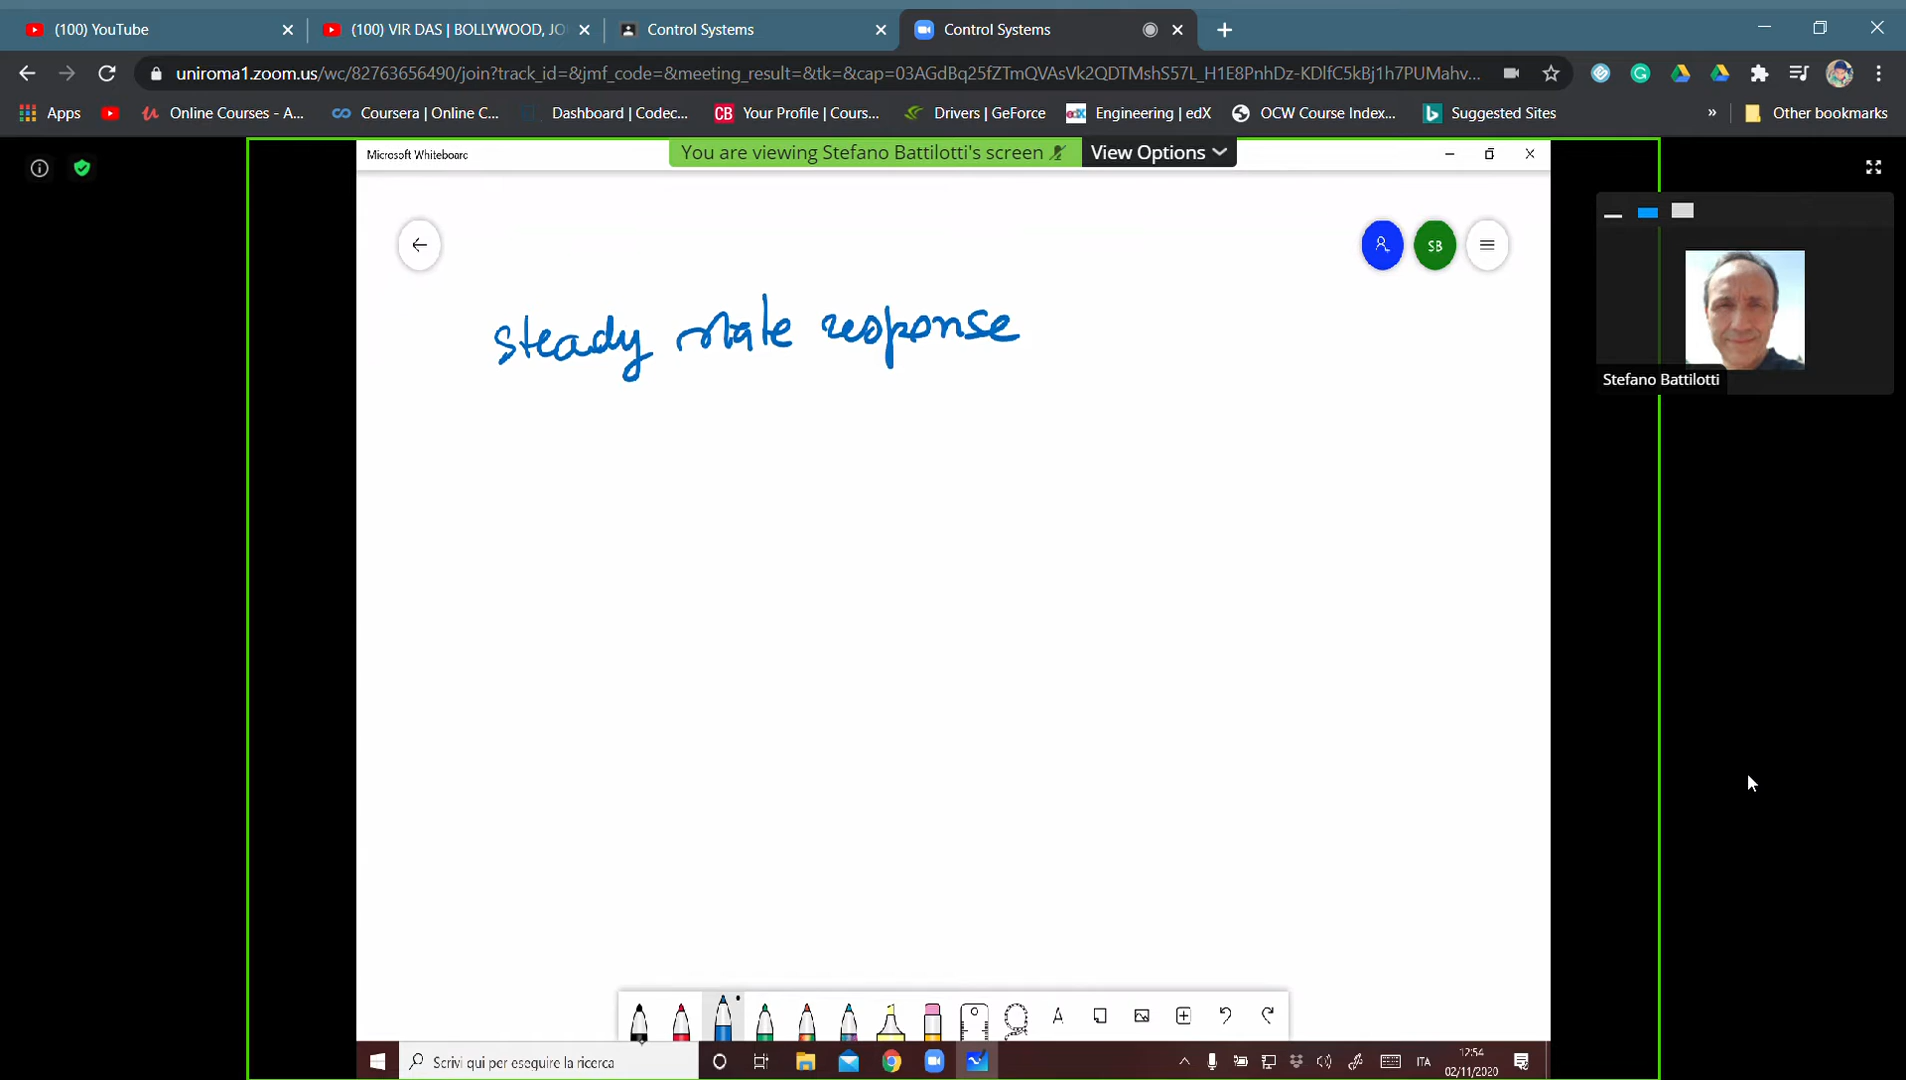 (100) YouTube
(100) VIR DAS | BOLLYWOOD, JO
Control Systems
Control Systems
uniroma1.zoom.us/wc/82763656490/join?track_id=&jmf_code=&meeting_result=&tk=&cap=03AGdBq25fZTmQVAsVk2QDTMshS57L_H1E8PnhDz-KDlfC5kBj1h7PUMahv...
Apps
Online Courses - A...
Coursera | Online C...
Dashboard | Codec...
CB Your Profile | Cours...
Drivers | GeForce
edX Engineering | edX
OCW Course Index...
Suggested Sites
»
Other bookmarks
Microsoft Whiteboard
You are viewing Stefano Battilotti's screen
View Options
SB
steady state response
Stefano Battilotti
Scrivi qui per eseguire la ricerca
ITA
12:54
02/11/2020